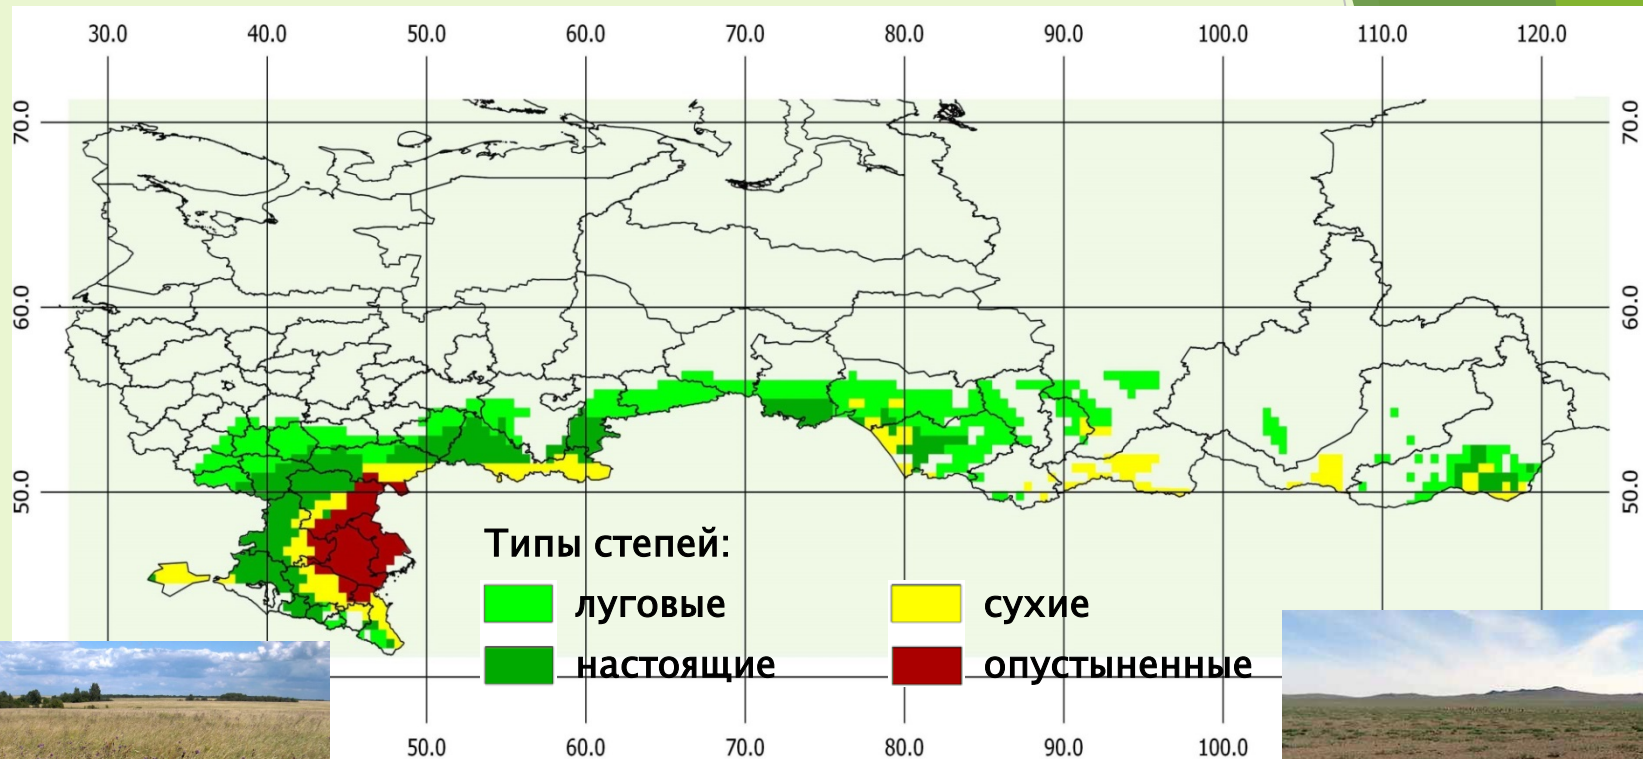 30.0 40.0 50.0 60.0 70.0 80.0 90.0 100.0 110.0 120.0
70.0 70.0
60.0 60.0
50.0 50.0
Типы степей:
луговые сухие
настоящие опустыненные
50.0 60.0 70.0 80.0 90.0 100.0